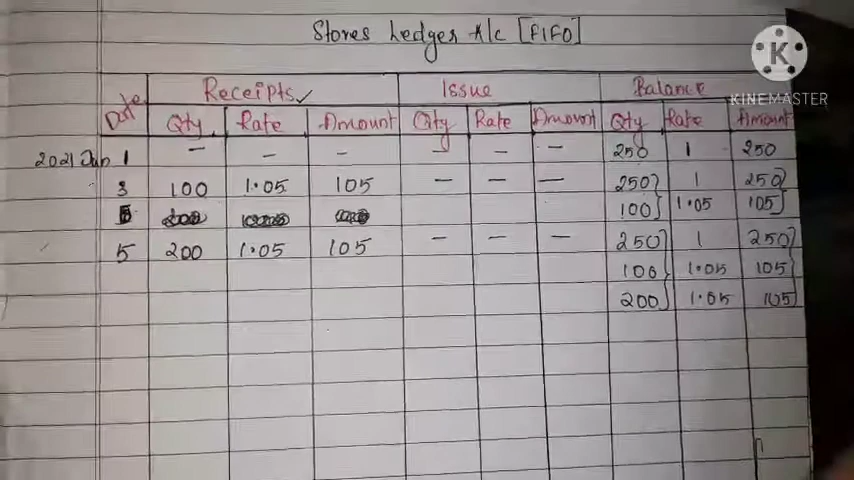 Stores Ledger A/c [FIFO]
KINEMASTER
Date Receipts ✓ Issue Balance
Qty Rate Amount Qty Rate Amount Qty Rate Amount
2021 Jan 1 - - - - - - 250 1 250
3 100 1.05 105 - - - 250 1 250
100 1.05 105
5 200 1.05 105 - - - 250 1 250
100 1.05 105
200 1.05 105